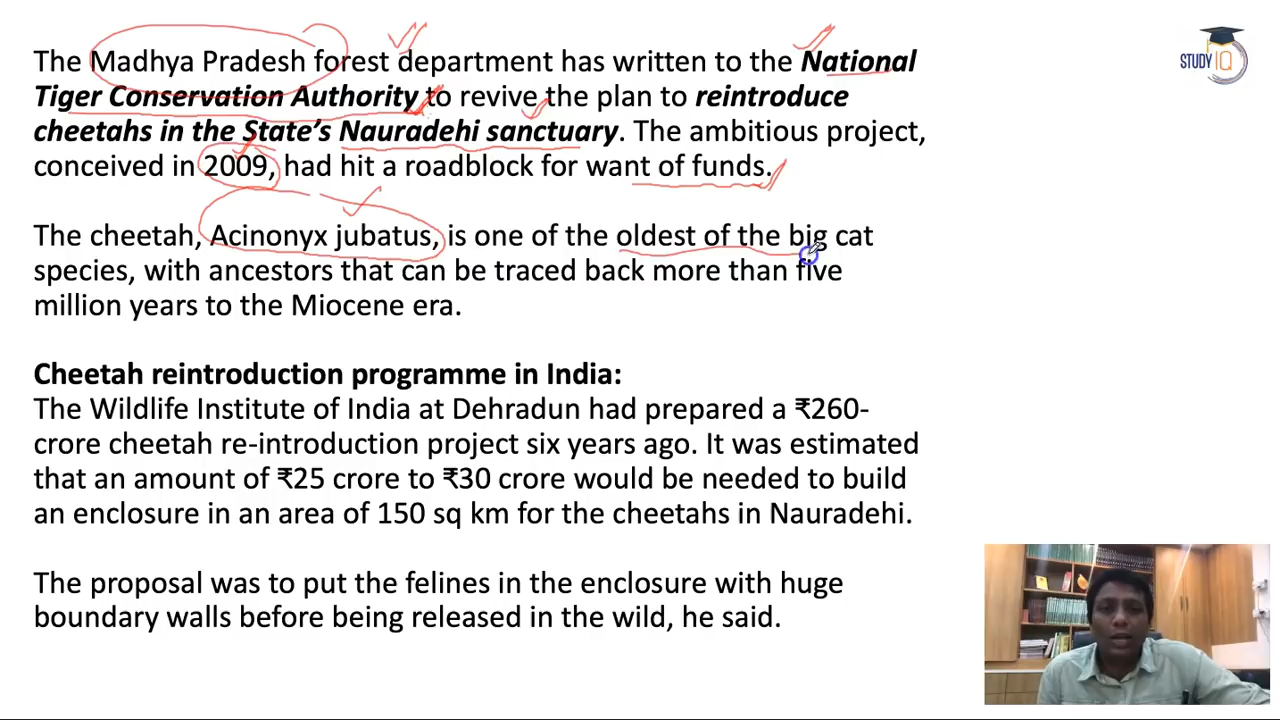 The Madhya Pradesh forest department has written to the National
Tiger Conservation Authority to revive the plan to reintroduce
cheetahs in the State's Nauradehi sanctuary. The ambitious project,
conceived in 2009, had hit a roadblock for want of funds.
The cheetah, Acinonyx jubatus, is one of the oldest of the big cat
species, with ancestors that can be traced back more than five
million years to the Miocene era.
Cheetah reintroduction programme in India:
The Wildlife Institute of India at Dehradun had prepared a ₹260-
crore cheetah re-introduction project six years ago. It was estimated
that an amount of ₹25 crore to ₹30 crore would be needed to build
an enclosure in an area of 150 sq km for the cheetahs in Nauradehi.
The proposal was to put the felines in the enclosure with huge
boundary walls before being released in the wild, he said.
STUDY IQ